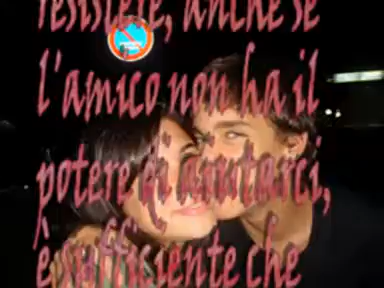 resistere, anche se
l'amico non ha il
potere di aiutarci,
è sufficiente che